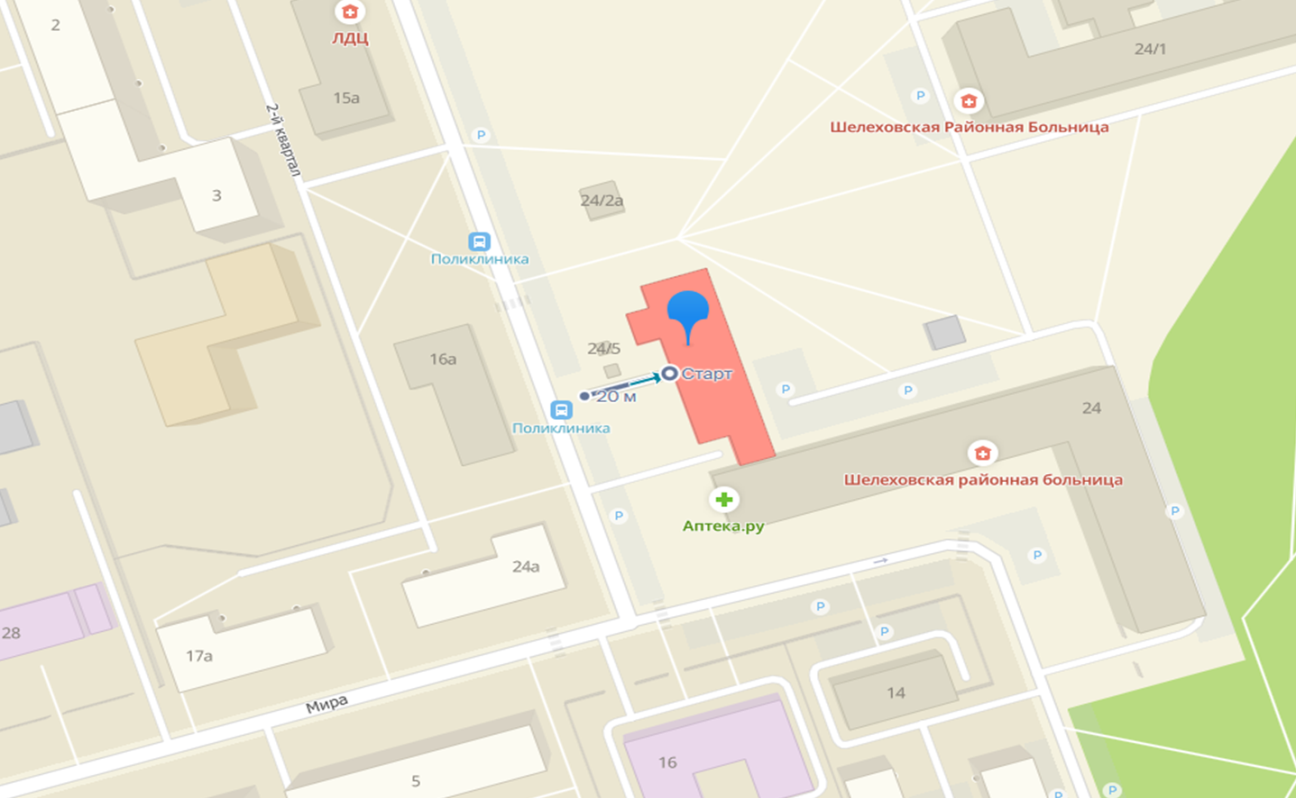 2
ЛДЦ
15а
24/1
P
Шелеховская Районная Больница
P
2-й квартал
3
24/2а
Поликлиника
24/5
16а
Старт
20 м
P
P
Поликлиника
24
Шелеховская районная больница
Аптека.ру
P
P
P
24а
P
P
28
17а
14
Мира
16
5
P
P